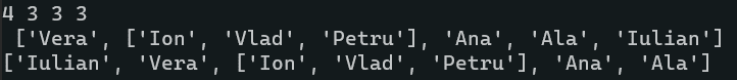 4 3 3 3
['Vera', ['Ion', 'Vlad', 'Petru'], 'Ana', 'Ala', 'Iulian']
['Iulian', 'Vera', ['Ion', 'Vlad', 'Petru'], 'Ana', 'Ala']